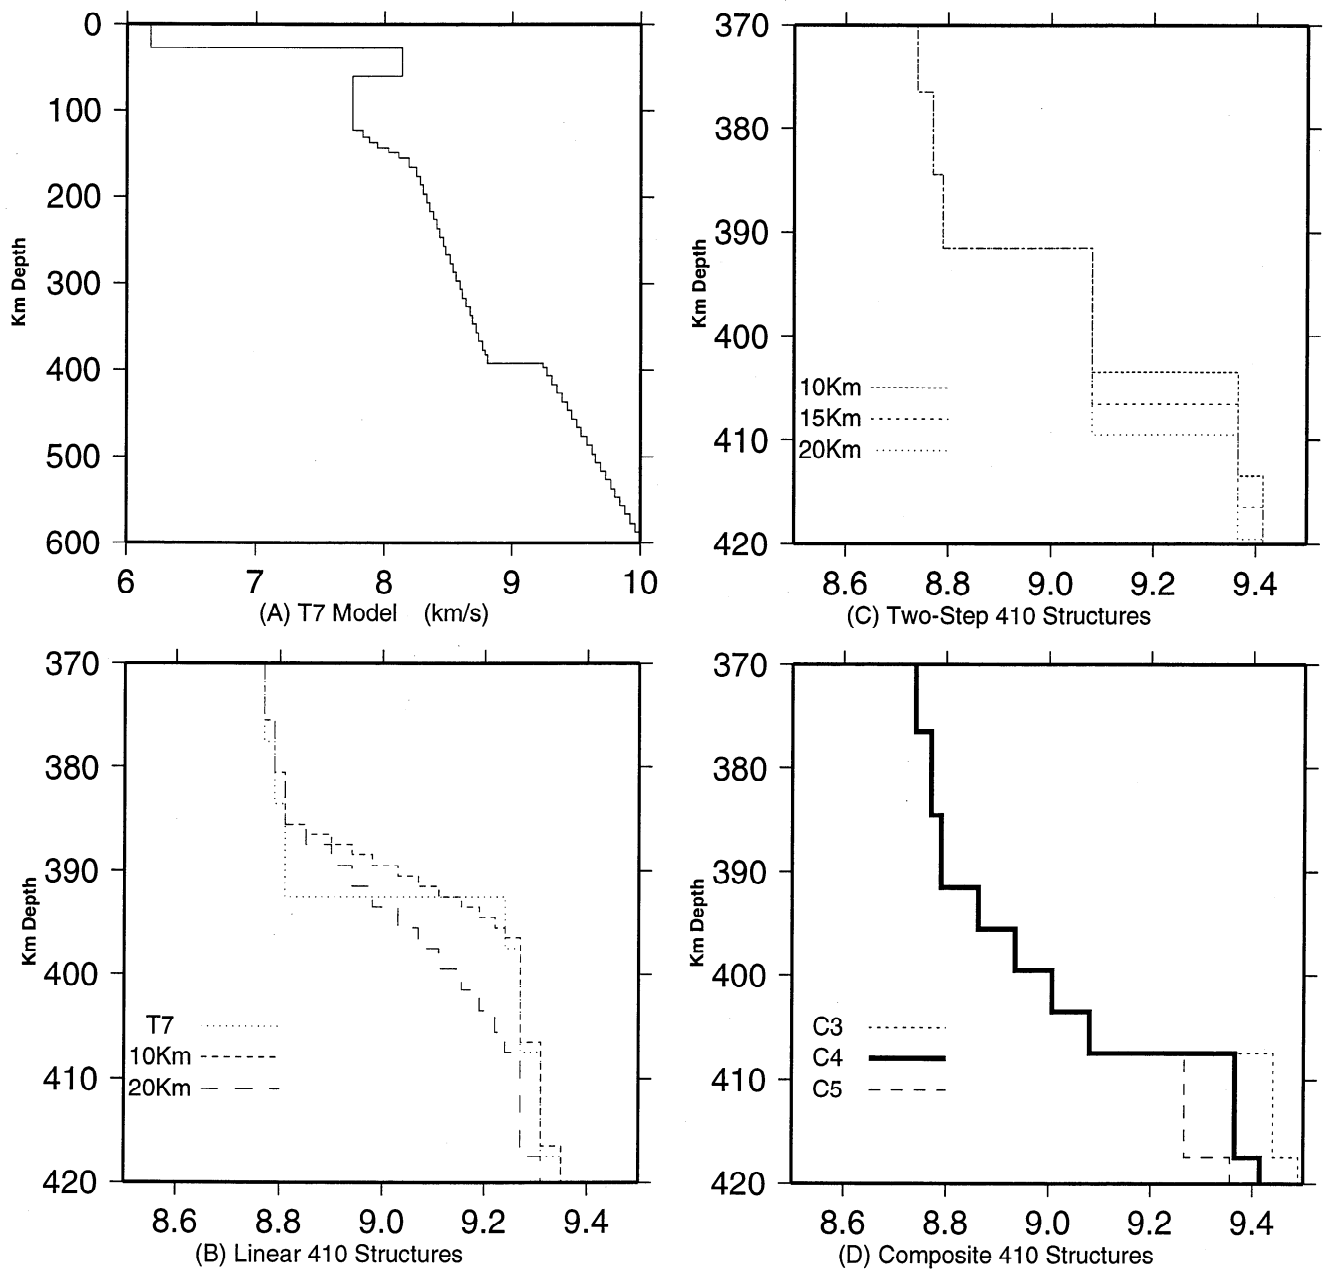 0
100
200
300
400
500
600
Km Depth
6 7 8 9 10
(A) T7 Model (km/s)
370
380
390
400
410
420
Km Depth
10Km
15Km
20Km
8.6 8.8 9.0 9.2 9.4
(C) Two-Step 410 Structures
370
380
390
400
410
420
Km Depth
T7
10Km
20Km
8.6 8.8 9.0 9.2 9.4
(B) Linear 410 Structures
370
380
390
400
410
420
Km Depth
C3
C4
C5
8.6 8.8 9.0 9.2 9.4
(D) Composite 410 Structures